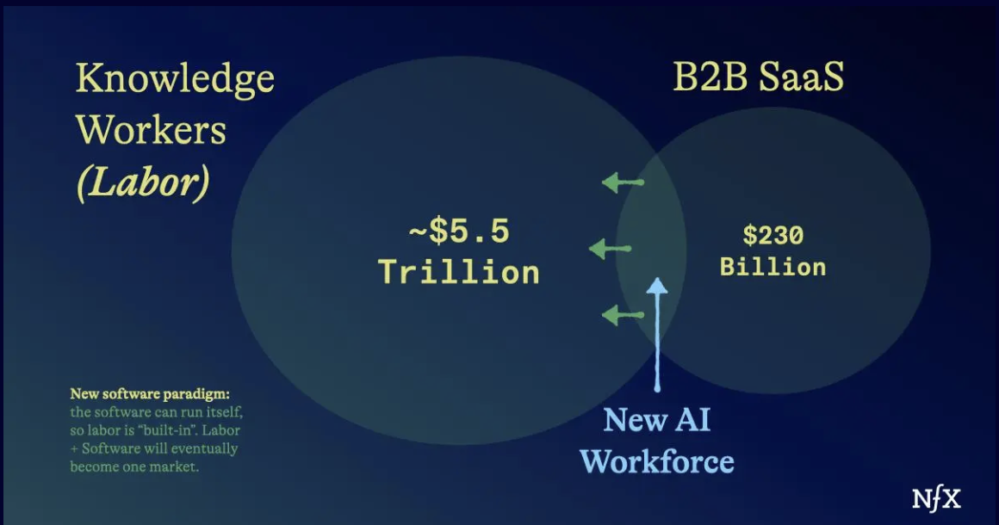 Knowledge
Workers
(Labor)
B2B SaaS
~$5.5
Trillion
$230
Billion
New software paradigm:
the software can run itself,
so labor is “built-in”. Labor
+ Software will eventually
become one market.
New AI
Workforce
NfX